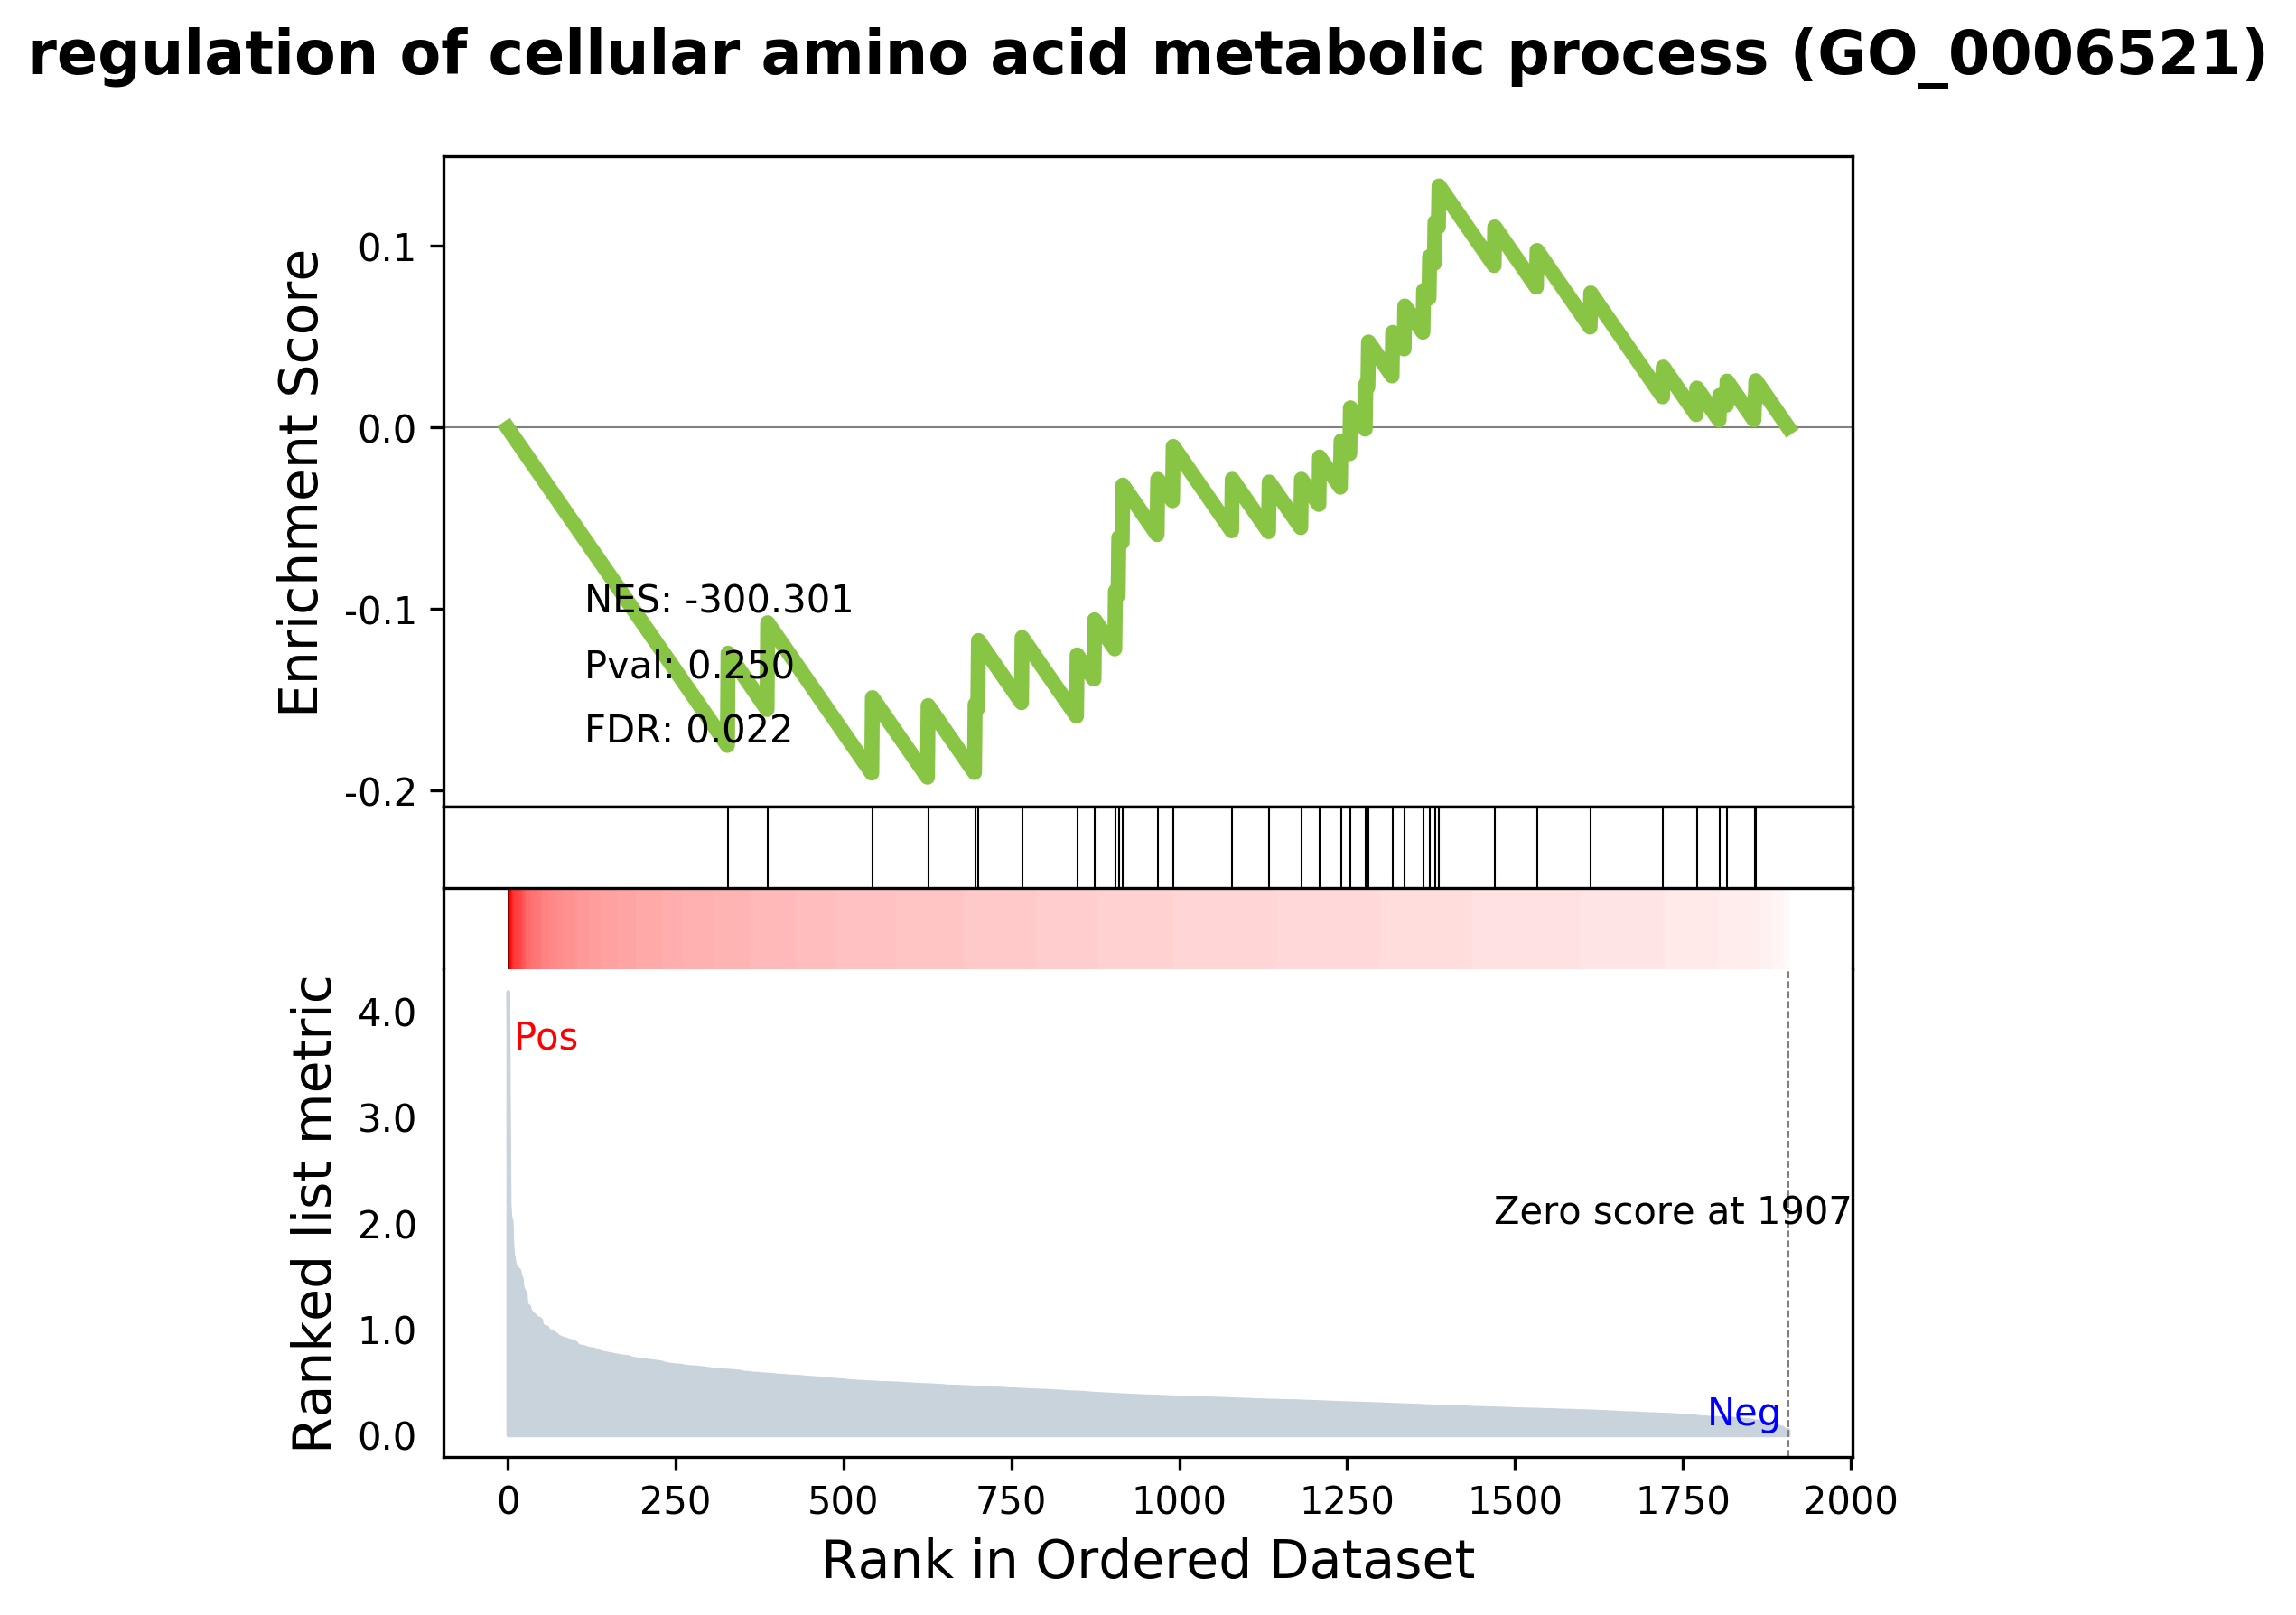 regulation of cellular amino acid metabolic process (GO_0006521)
Enrichment Score
0.1
0.0
-0.1
-0.2
NES: -300.301
Pval: 0.250
FDR: 0.022
Ranked list metric
4.0
3.0
2.0
1.0
0.0
Pos
Zero score at 1907
Neg
0 250 500 750 1000 1250 1500 1750 2000
Rank in Ordered Dataset